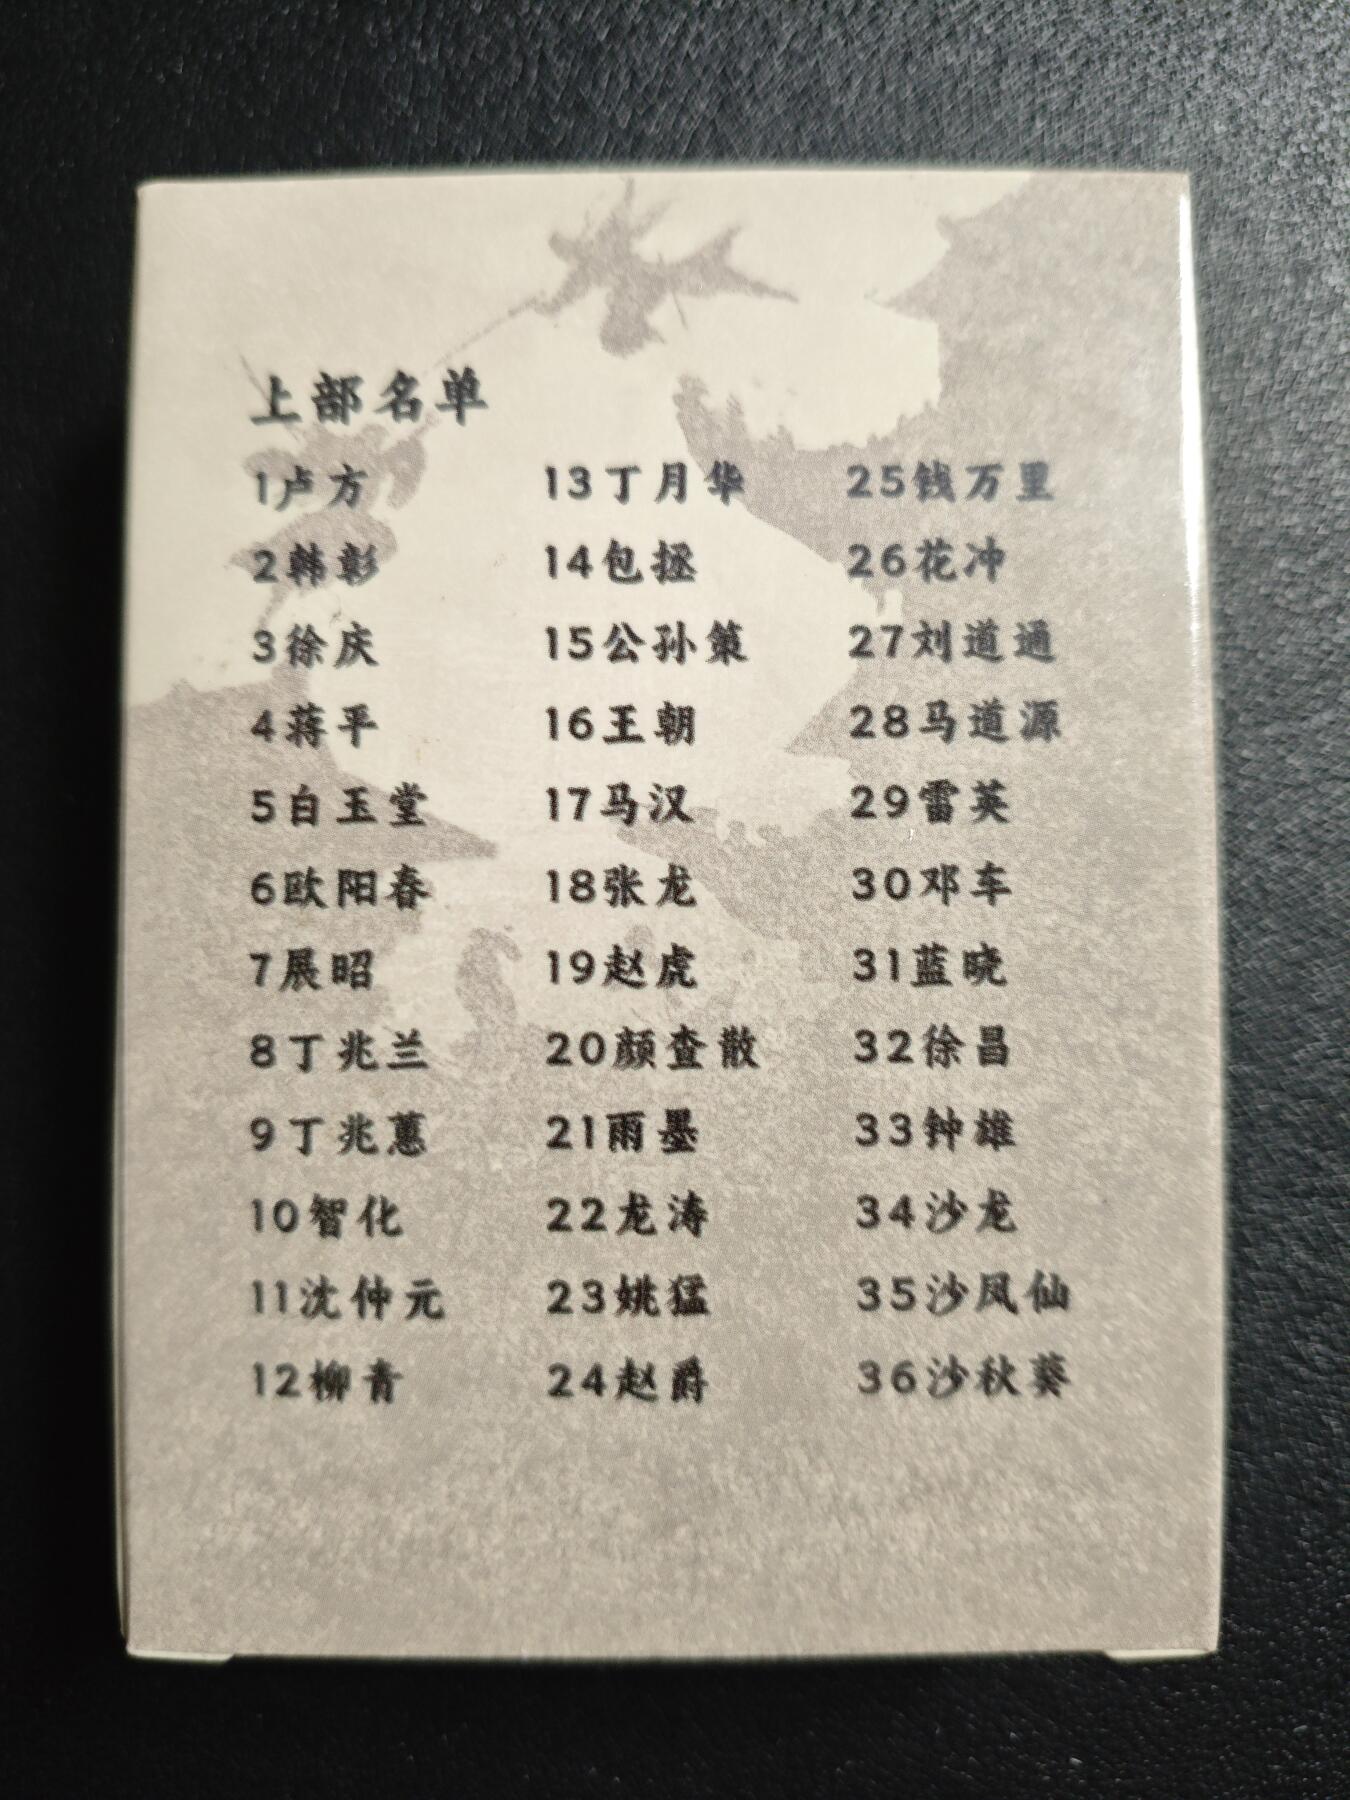 上部名单
1卢方
2韩彰
3徐庆
4蒋平
5白玉堂
6欧阳春
7展昭
8丁兆兰
9丁兆蕙
10智化
11沈仲元
12柳青
13丁月华
14包拯
15公孙策
16王朝
17马汉
18张龙
19赵虎
20颜查散
21雨墨
22龙涛
23姚猛
24赵爵
25钱万里
26花冲
27刘道通
28马道源
29雷英
30邓车
31蓝晓
32徐昌
33钟雄
34沙龙
35沙凤仙
36沙秋葵